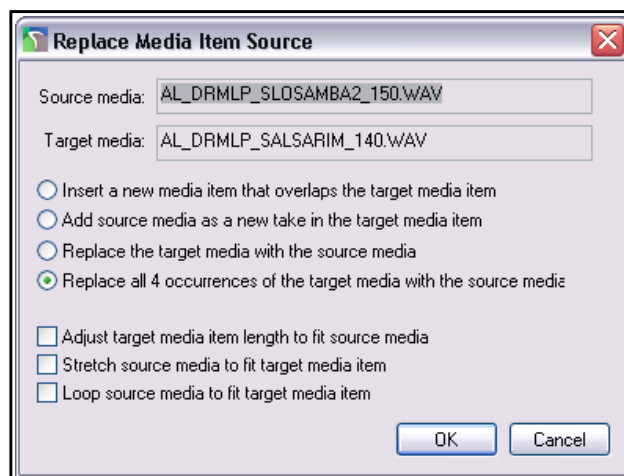 Replace Media Item Source
Source media: AL_DRMLP_SLOSAMBA2_150.WAV
Target media: AL_DRMLP_SALSARIM_140.WAV
Insert a new media item that overlaps the target media item
Add source media as a new take in the target media item
Replace the target media with the source media
Replace all 4 occurrences of the target media with the source media
Adjust target media item length to fit source media
Stretch source media to fit target media item
Loop source media to fit target media item
OK Cancel